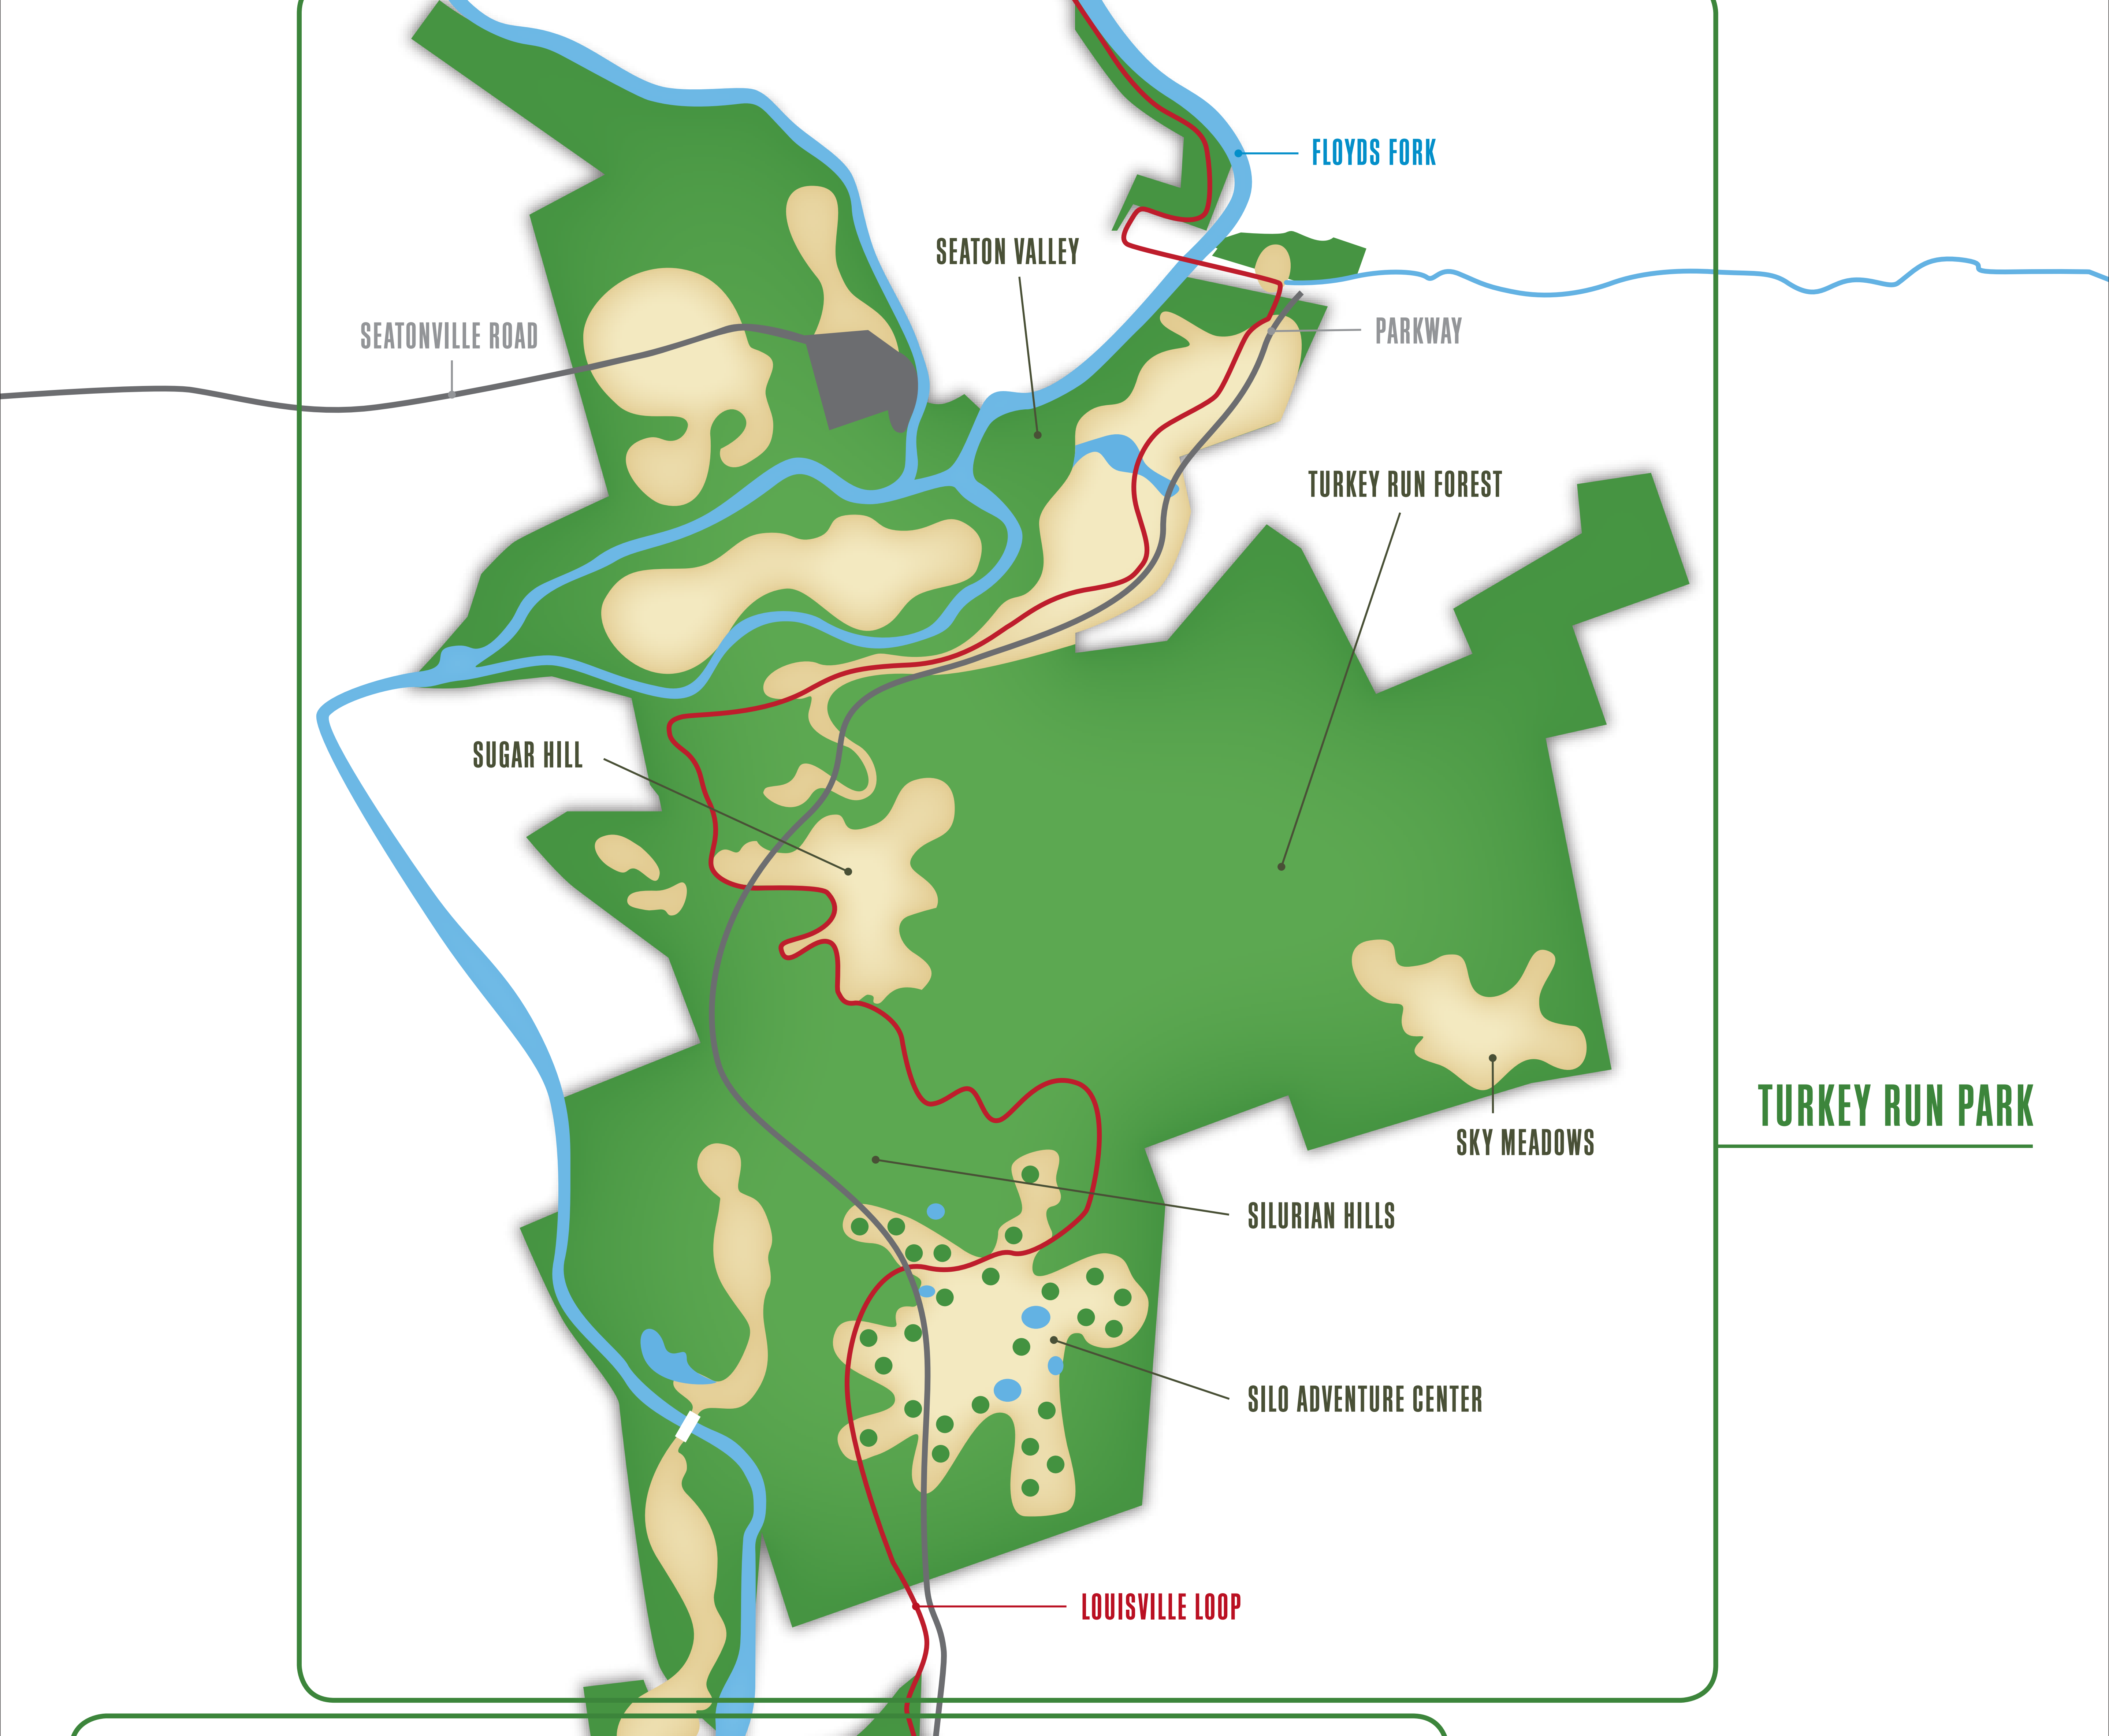 FLOYDS FORK
SEATON VALLEY
SEATONVILLE ROAD
PARKWAY
TURKEY RUN FOREST
SUGAR HILL
TURKEY RUN PARK
SKY MEADOWS
SILURIAN HILLS
SILO ADVENTURE CENTER
LOUISVILLE LOOP